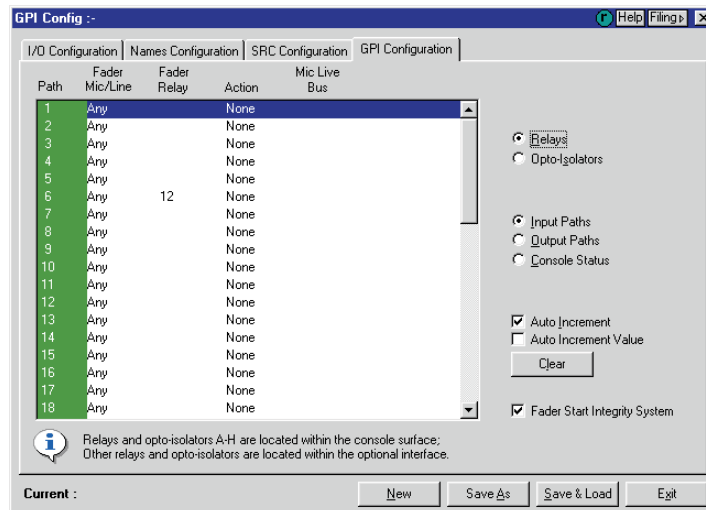 GPI Config :-
r Help Filing
I/O Configuration Names Configuration SRC Configuration GPI Configuration
Path Fader Mic/Line Fader Relay Action Mic Live Bus
1 Any None
2 Any None
3 Any None
4 Any None
5 Any None
6 Any 12 None
7 Any None
8 Any None
9 Any None
10 Any None
11 Any None
12 Any None
13 Any None
14 Any None
15 Any None
16 Any None
17 Any None
18 Any None
Relays
Opto-Isolators
Input Paths
Output Paths
Console Status
Auto Increment
Auto Increment Value
Clear
Fader Start Integrity System
Relays and opto-isolators A-H are located within the console surface;
Other relays and opto-isolators are located within the optional interface.
Current :
New Save As Save & Load Exit